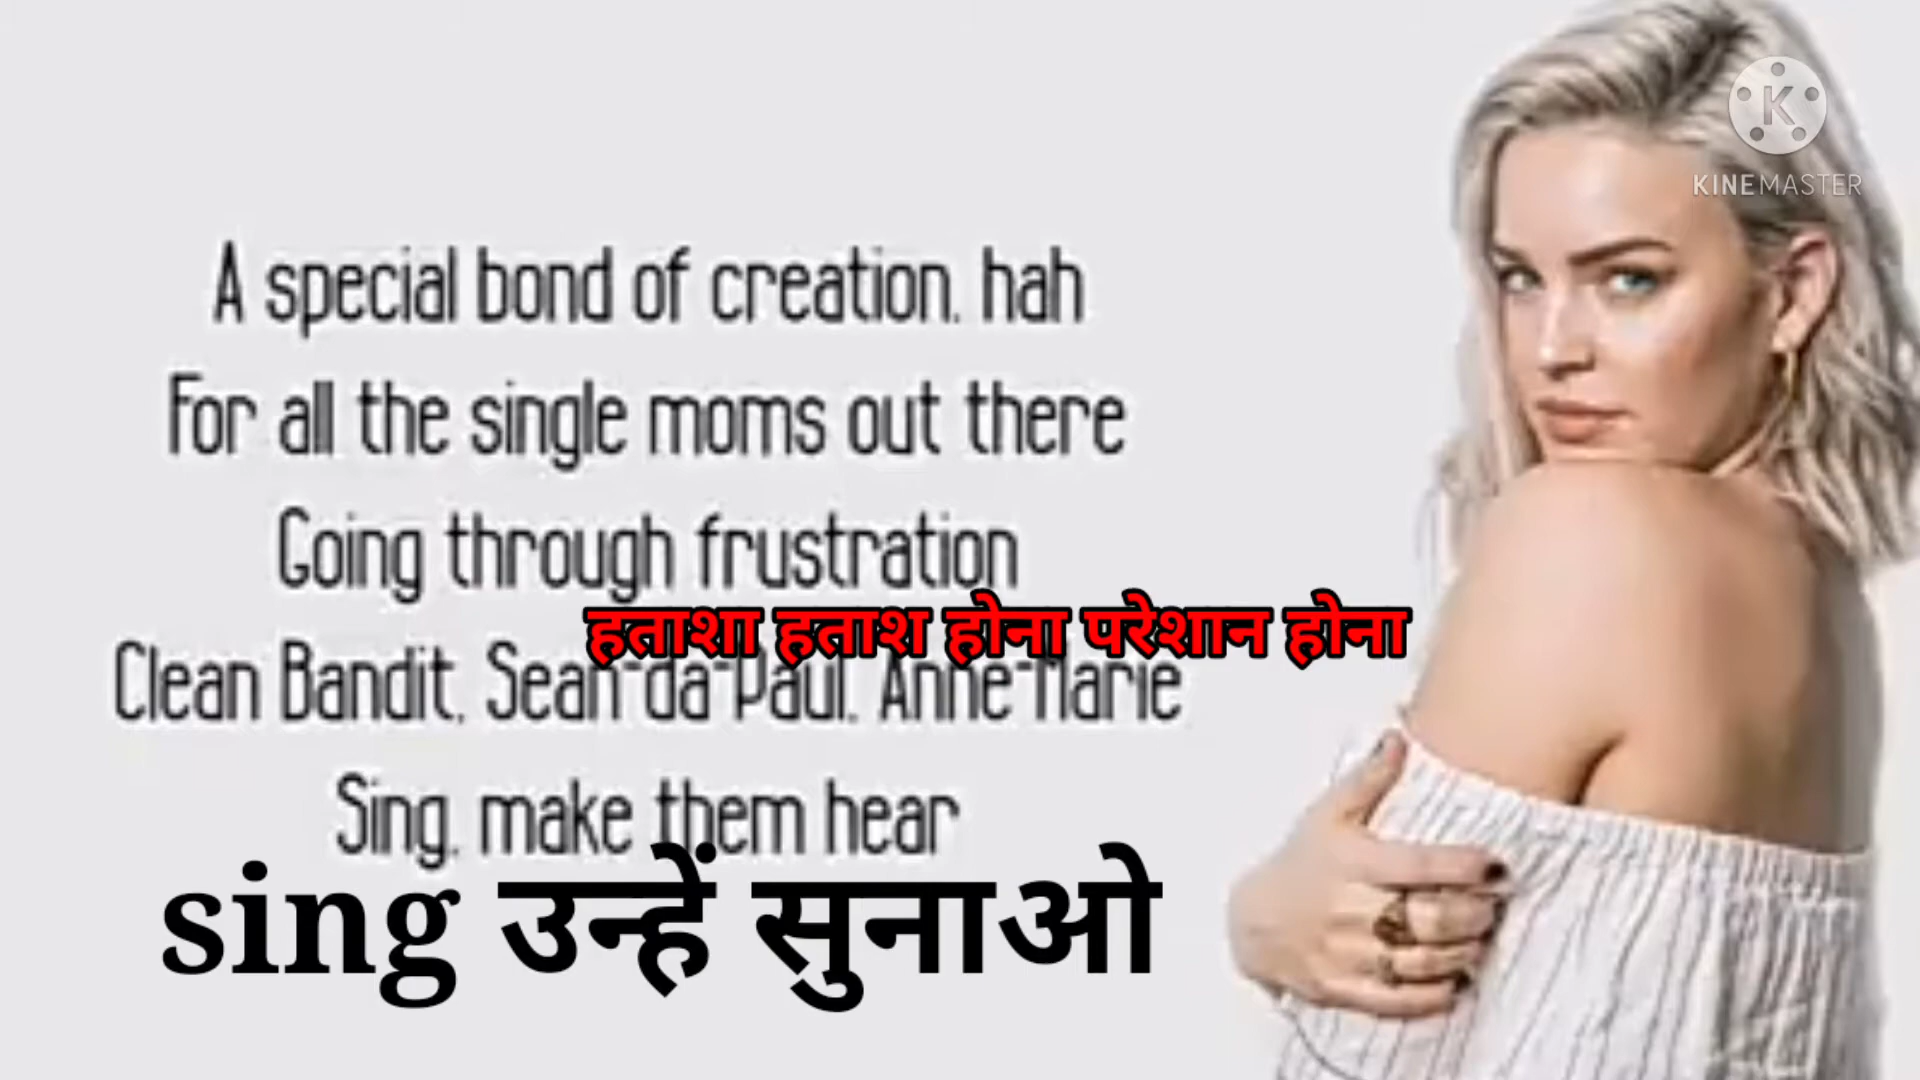 KINEMASTER
A special bond of creation, hah
For all the single moms out there
Going through frustration
हताशा हताश होना परेशान होना
Clean Bandit, Sean-da-Paul, Anne-Marie
Sing, make them hear
sing उन्हें सुनाओ